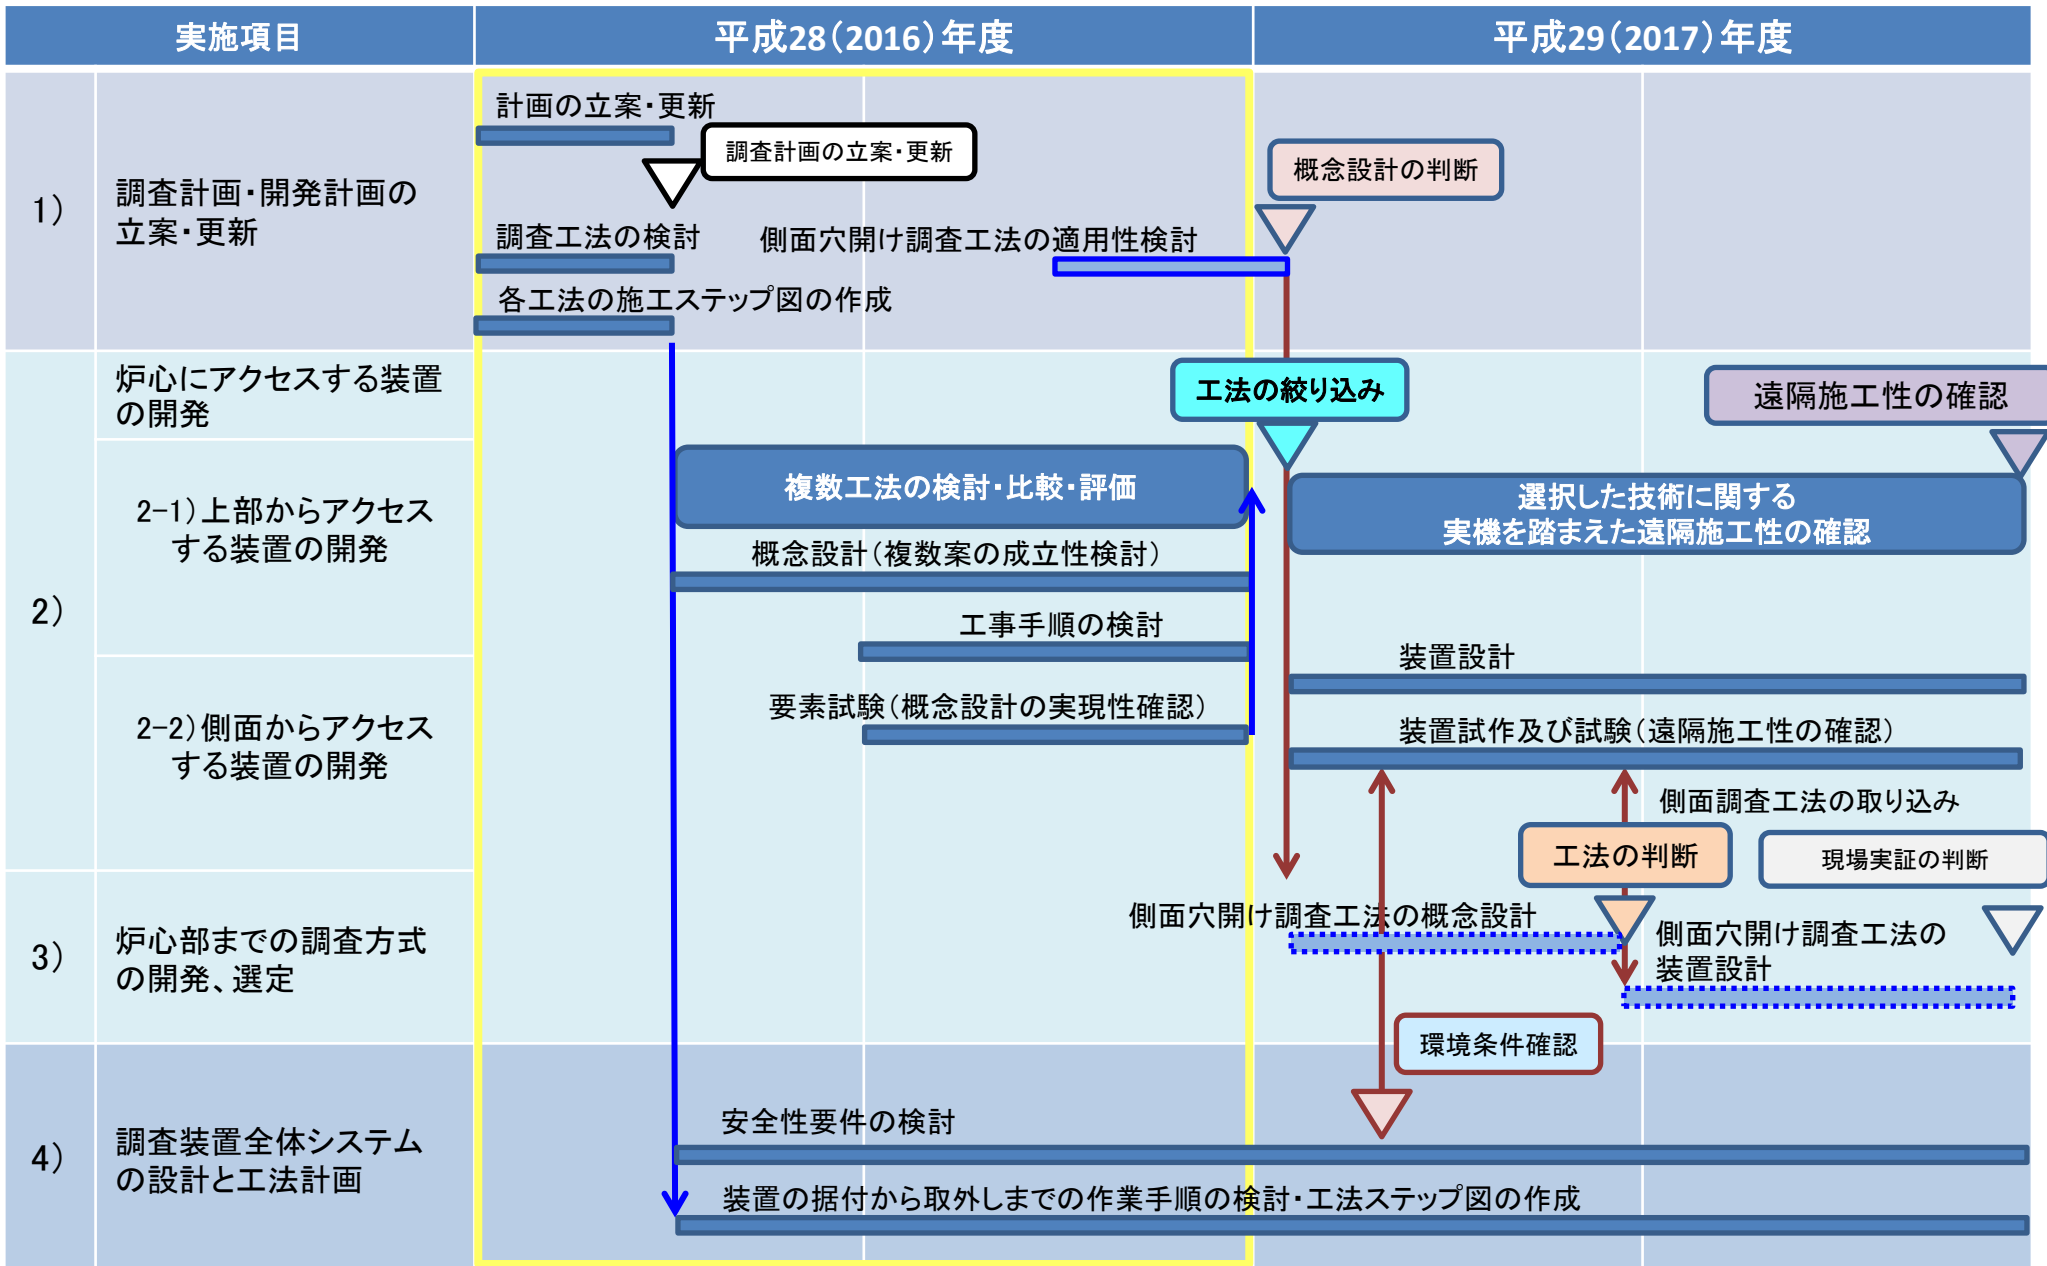 実施項目
平成28(2016)年度
平成29(2017)年度
1)
調査計画・開発計画の
立案・更新
計画の立案・更新
調査計画の立案・更新
概念設計の判断
調査工法の検討
側面穴開け調査工法の適用性検討
各工法の施工ステップ図の作成
2)
炉心にアクセスする装置
の開発
工法の絞り込み
遠隔施工性の確認
2-1)上部からアクセス
する装置の開発
複数工法の検討・比較・評価
選択した技術に関する
実機を踏まえた遠隔施工性の確認
概念設計(複数案の成立性検討)
工事手順の検討
装置設計
2-2)側面からアクセス
する装置の開発
要素試験(概念設計の実現性確認)
装置試作及び試験(遠隔施工性の確認)
側面調査工法の取り込み
工法の判断
現場実証の判断
3)
炉心部までの調査方式
の開発、選定
側面穴開け調査工法の概念設計
側面穴開け調査工法の
装置設計
環境条件確認
4)
調査装置全体システム
の設計と工法計画
安全性要件の検討
装置の据付から取外しまでの作業手順の検討・工法ステップ図の作成